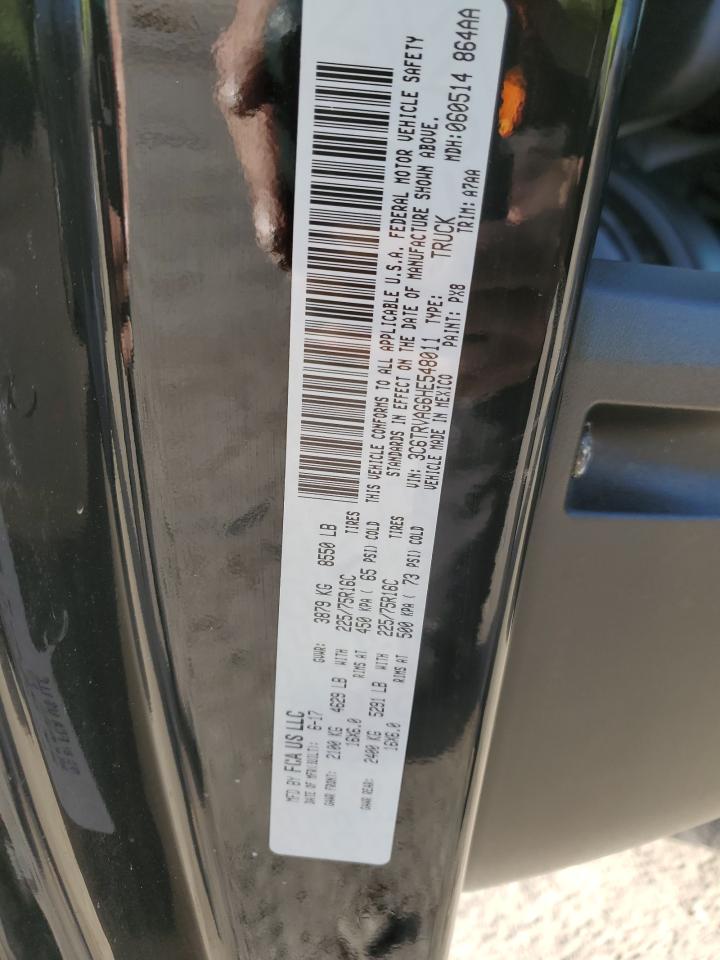 MFD BY FCA US LLC
DATE OF MFR(BUILT): 6-17 GVWR: 3879 KG 8550 LB
GAWR FRONT: 2100 KG 4629 LB WITH 225/75R16C TIRES
16X6.0 RIMS AT 450 KPA ( 65 PSI) COLD
GAWR REAR: 2400 KG 5291 LB WITH 225/75R16C TIRES
16X6.0 RIMS AT 500 KPA ( 73 PSI) COLD
THIS VEHICLE CONFORMS TO ALL APPLICABLE U.S.A. FEDERAL MOTOR VEHICLE SAFETY
STANDARDS IN EFFECT ON THE DATE OF MANUFACTURE SHOWN ABOVE.
VIN: 3C6TRVAG6HE548011 TYPE: TRUCK MDH:060514 864AA
VEHICLE MADE IN MEXICO PAINT: PX8 TRIM: A7AA